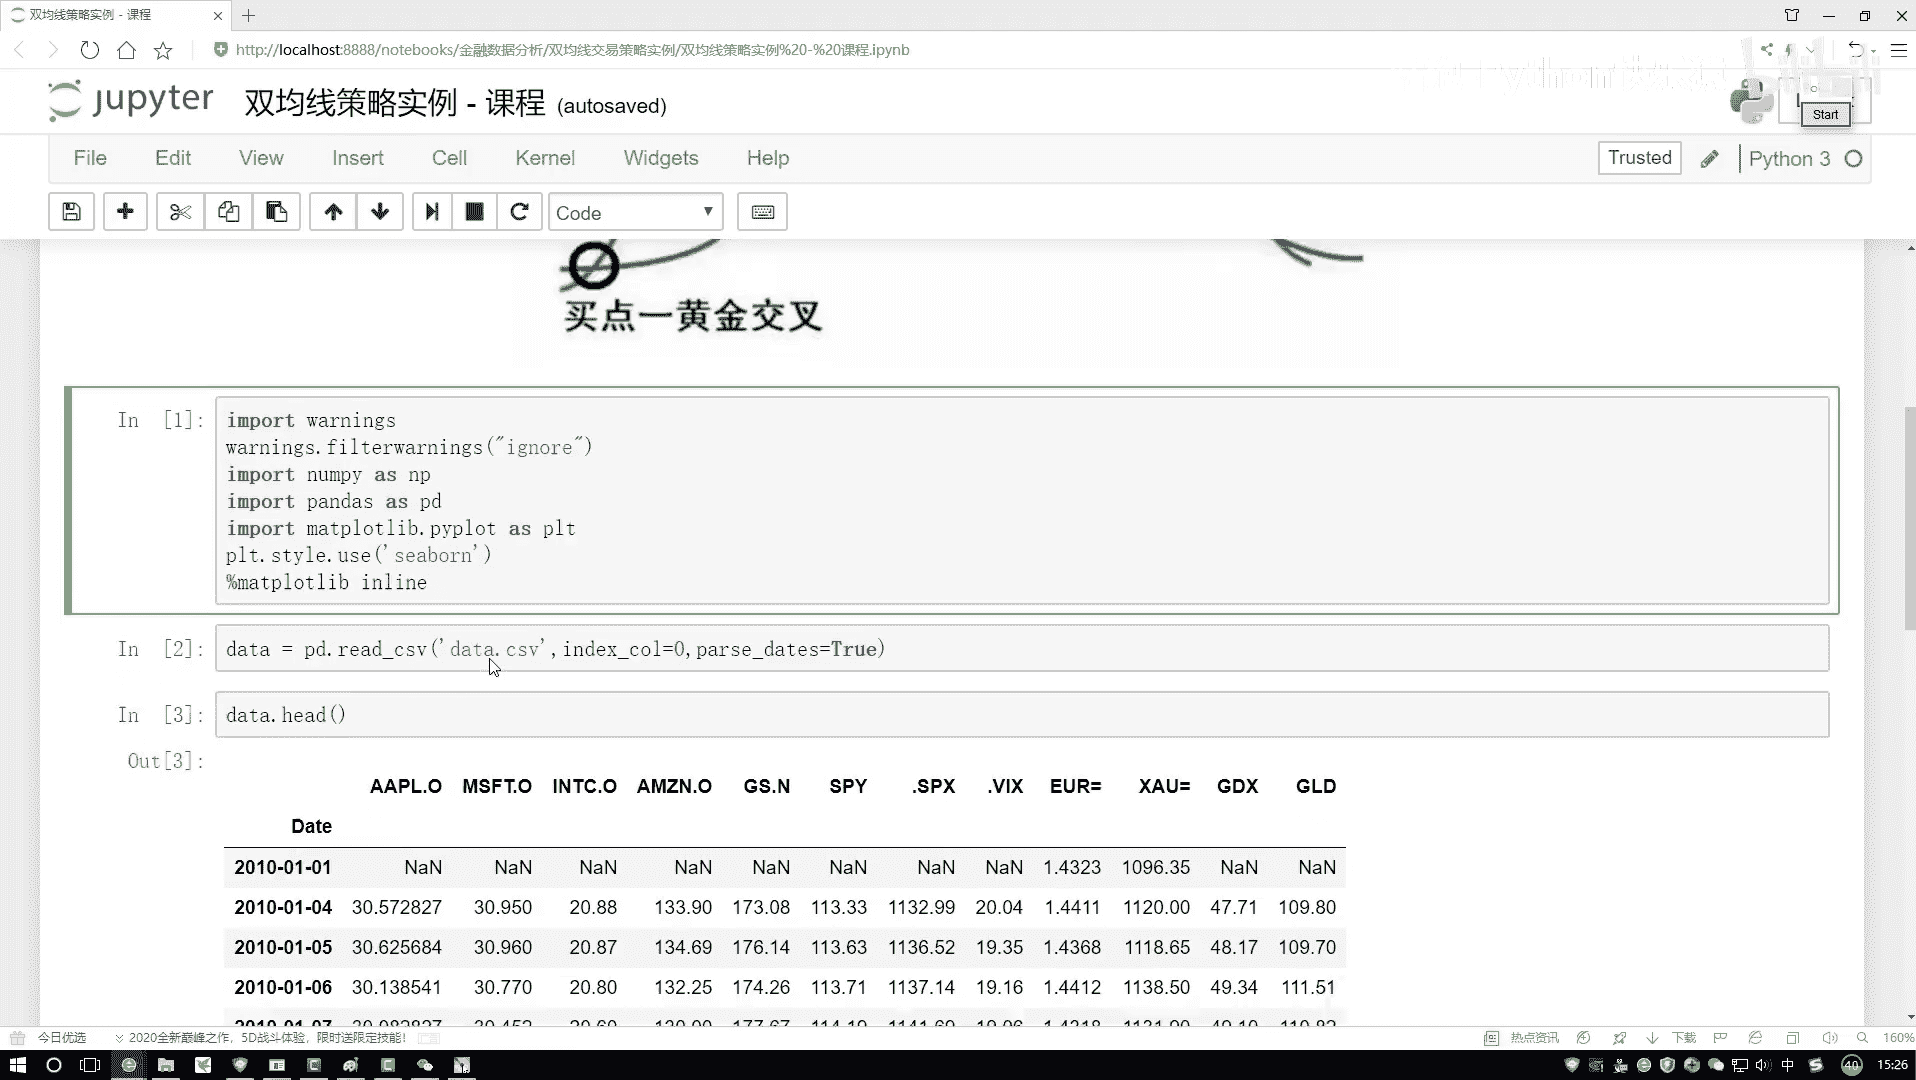 双均线策略实例 - 课程
http://localhost:8888/notebooks/金融数据分析/双均线交易策略实例/双均线策略实例%20-%20课程.ipynb
jupyter 双均线策略实例 - 课程 (autosaved)
Start
File Edit View Insert Cell Kernel Widgets Help
Trusted Python 3
Code
买点一黄金交叉
In [1]:
import warnings
warnings.filterwarnings("ignore")
import numpy as np
import pandas as pd
import matplotlib.pyplot as plt
plt.style.use('seaborn')
%matplotlib inline
In [2]: data = pd.read_csv('data.csv',index_col=0,parse_dates=True)
In [3]: data.head()
Out[3]:
AAPL.O MSFT.O INTC.O AMZN.O GS.N SPY .SPX .VIX EUR= XAU= GDX GLD
Date
2010-01-01 NaN NaN NaN NaN NaN NaN NaN NaN 1.4323 1096.35 NaN NaN
2010-01-04 30.572827 30.950 20.88 133.90 173.08 113.33 1132.99 20.04 1.4411 1120.00 47.71 109.80
2010-01-05 30.625684 30.960 20.87 134.69 176.14 113.63 1136.52 19.35 1.4368 1118.65 48.17 109.70
2010-01-06 30.138541 30.770 20.80 132.25 174.26 113.71 1137.14 19.16 1.4412 1138.50 49.34 111.51
今日优选 2020全新巅峰之作，5D战斗体验，限时送限定技能！ 热点资讯 下载 160%
中 40 15:26